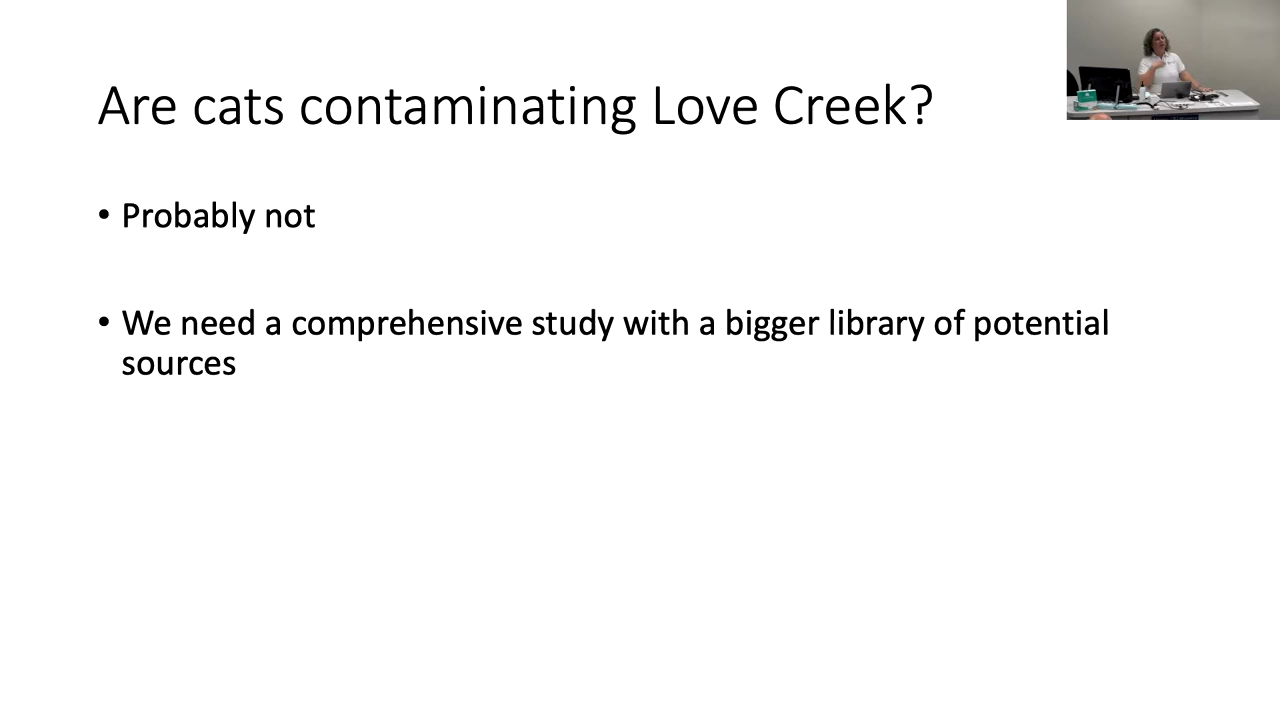 Are cats contaminating Love Creek?
• Probably not
• We need a comprehensive study with a bigger library of potential
sources